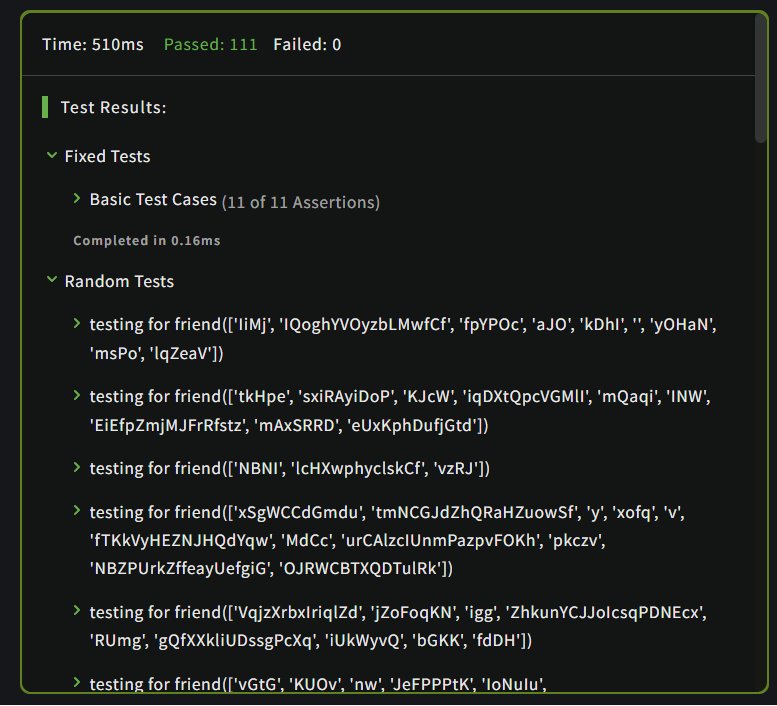 Time: 510ms Passed: 111 Failed: 0
Test Results:
Fixed Tests
Basic Test Cases (11 of 11 Assertions)
Completed in 0.16ms
Random Tests
testing for friend(['IiMj', 'IQoghYVOyzbLMwfCf', 'fpYPOc', 'aJO', 'kDhI', '', 'yOHaN',
'msPo', 'lqZeaV'])
testing for friend(['tkHpe', 'sxiRAyiDoP', 'KJcW', 'iqDXtQpcVGMlI', 'mQaqi', 'INW',
'EiEfpZmjMJFrRfstz', 'mAxSRRD', 'eUxKphDufjGtd'])
testing for friend(['NBNI', 'lcHXwphyclskCf', 'vzRJ'])
testing for friend(['xSgWCCdGmdu', 'tmNCGJdZhQRaHZuowSf', 'y', 'xofq', 'v',
'fTKkVyHEZNJHQdYqw', 'MdCc', 'urCAlzcIUnmPazpvFOKh', 'pkczv',
'NBZPUrkZffeayUefgiG', 'OJRWCBTXQDTulRk'])
testing for friend(['VqjzXrbxIriqlZd', 'jZoFoqKN', 'igg', 'ZhkunYCJJoIcsqPDNEcx',
'RUmg', 'gQfXXkliUDssgPcXq', 'iUkWyvQ', 'bGKK', 'fdDH'])
testing for friend(['vGtG', 'KUOv', 'nw', 'JeFPPPtK', 'IoNuIu',